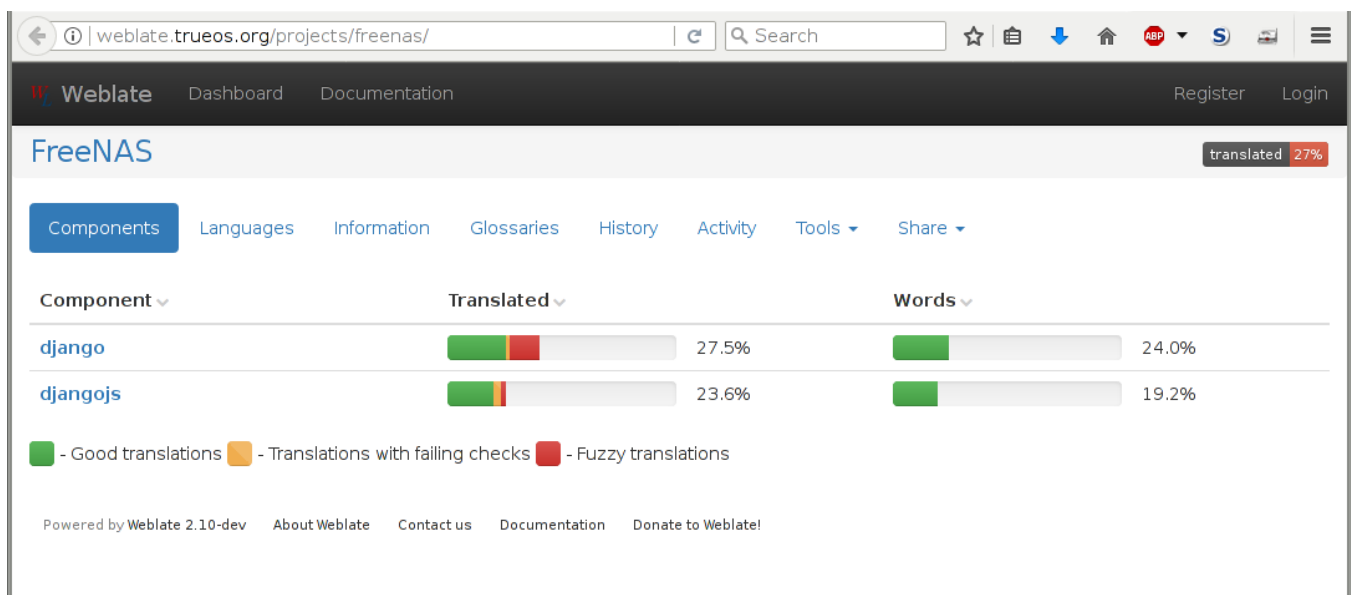 weblate.trueos.org/projects/freenas/ Search ABP S
Weblate Dashboard Documentation Register Login
FreeNAS translated 27%
Components Languages Information Glossaries History Activity Tools Share
Component Translated Words
django 27.5% 24.0%
djangojs 23.6% 19.2%
- Good translations - Translations with failing checks - Fuzzy translations
Powered by Weblate 2.10-dev About Weblate Contact us Documentation Donate to Weblate!